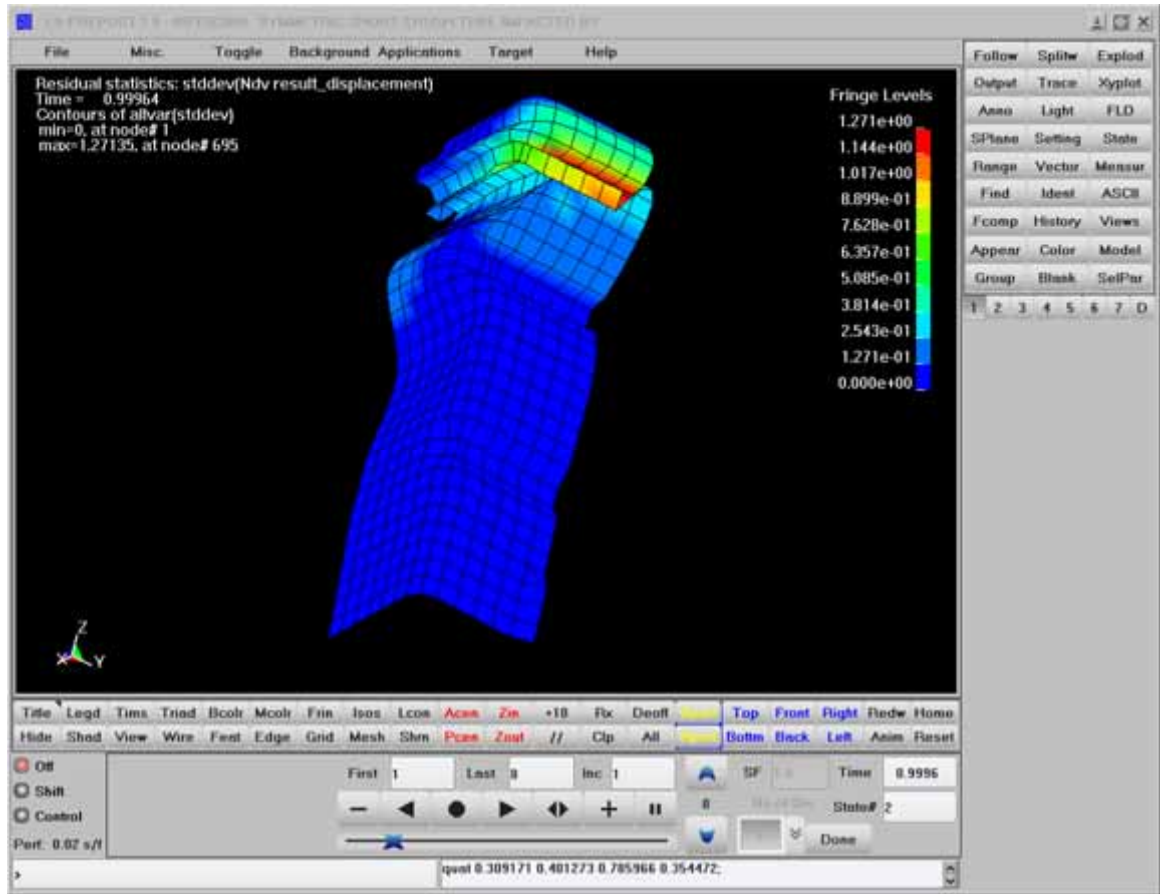 File Misc. Toggle Background Applications Target Help
Residual statistics: stddev(Ndv result_displacement)
Time = 0.99964
Contours of allvar(stddev)
min=0, at node# 1
max=1.27135, at node# 695
Fringe Levels
1.271e+00
1.144e+00
1.017e+00
8.899e-01
7.628e-01
6.357e-01
5.085e-01
3.814e-01
2.543e-01
1.271e-01
0.000e+00
Z
X Y
Follow Splitw Explod
Output Trace Xyplot
Anno Light FLD
SPlane Setting State
Range Vector Measur
Find Ident ASCII
Fcomp History Views
Appear Color Model
Group Blank SelPar
1 2 3 4 5 6 7 D
Title Legd Tims Triad Bcolr Mcolr Frin Isos Lcon Acen Zin +10 Rx Deoff Top Front Right Redw Home
Hide Shad View Wire Feat Edge Grid Mesh Shrn Pcen Zout // Clp All Bottm Back Left Anim Reset
Off
Shift
Control
Perf: 0.02 s/f
First 1 Last 8 Inc 1
8
SF Time 0.9996
State# 2
Done
>
quat 0.309171 0.401273 0.785966 0.354472;